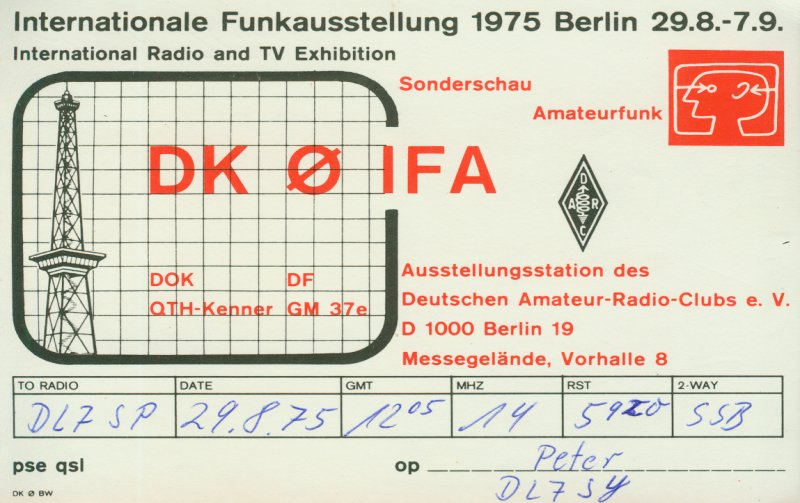 Internationale Funkausstellung 1975 Berlin 29.8.-7.9.
International Radio and TV Exhibition
Sonderschau
Amateurfunk
DK Ø IFA
D
A R
C
DOK DF
QTH-Kenner GM 37e
Ausstellungsstation des
Deutschen Amateur-Radio-Clubs e. V.
D 1000 Berlin 19
Messegelände, Vorhalle 8
TO RADIO DATE GMT MHZ RST 2-WAY
DL7SP 29.8.75 12 05 14 SSB
pse qsl op Peter
DL7SY
DK Ø BW